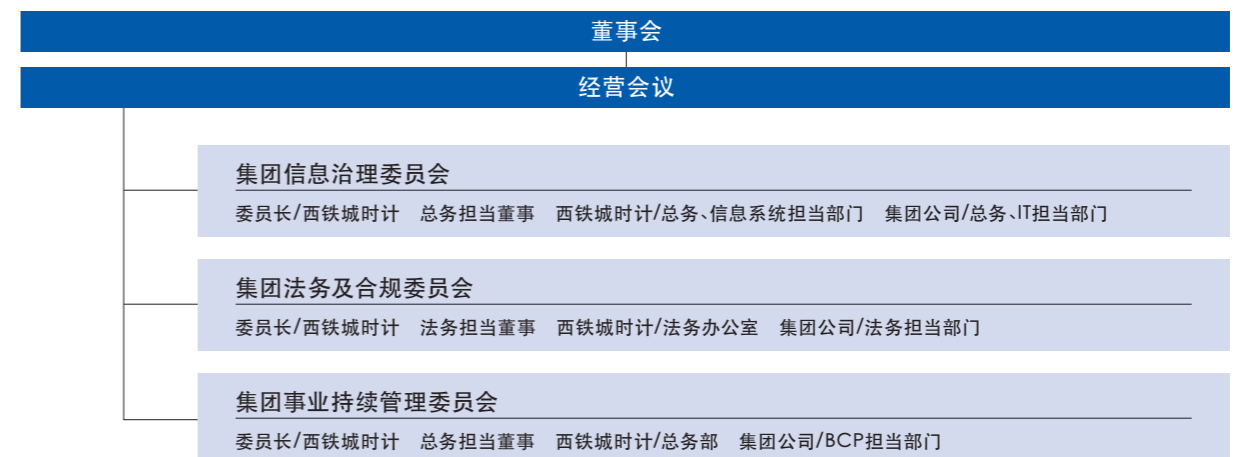 董事会
经营会议
集团信息治理委员会
委员长/西铁城时计　总务担当董事　西铁城时计/总务、信息系统担当部门　集团公司/总务、IT担当部门
集团法务及合规委员会
委员长/西铁城时计　法务担当董事　西铁城时计/法务办公室　集团公司/法务担当部门
集团事业持续管理委员会
委员长/西铁城时计　总务担当董事　西铁城时计/总务部　集团公司/BCP担当部门